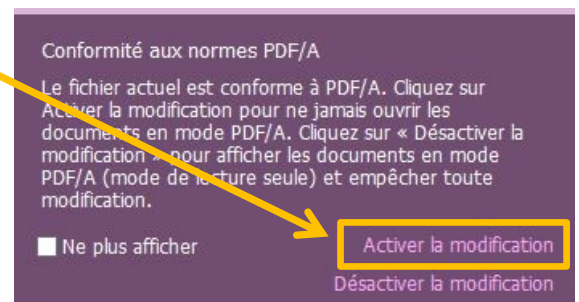 Conformité aux normes PDF/A
Le fichier actuel est conforme à PDF/A. Cliquez sur
Activer la modification pour ne jamais ouvrir les
documents en mode PDF/A. Cliquez sur « Désactiver la
modification » pour afficher les documents en mode
PDF/A (mode de lecture seule) et empêcher toute
modification.
Ne plus afficher
Activer la modification
Désactiver la modification